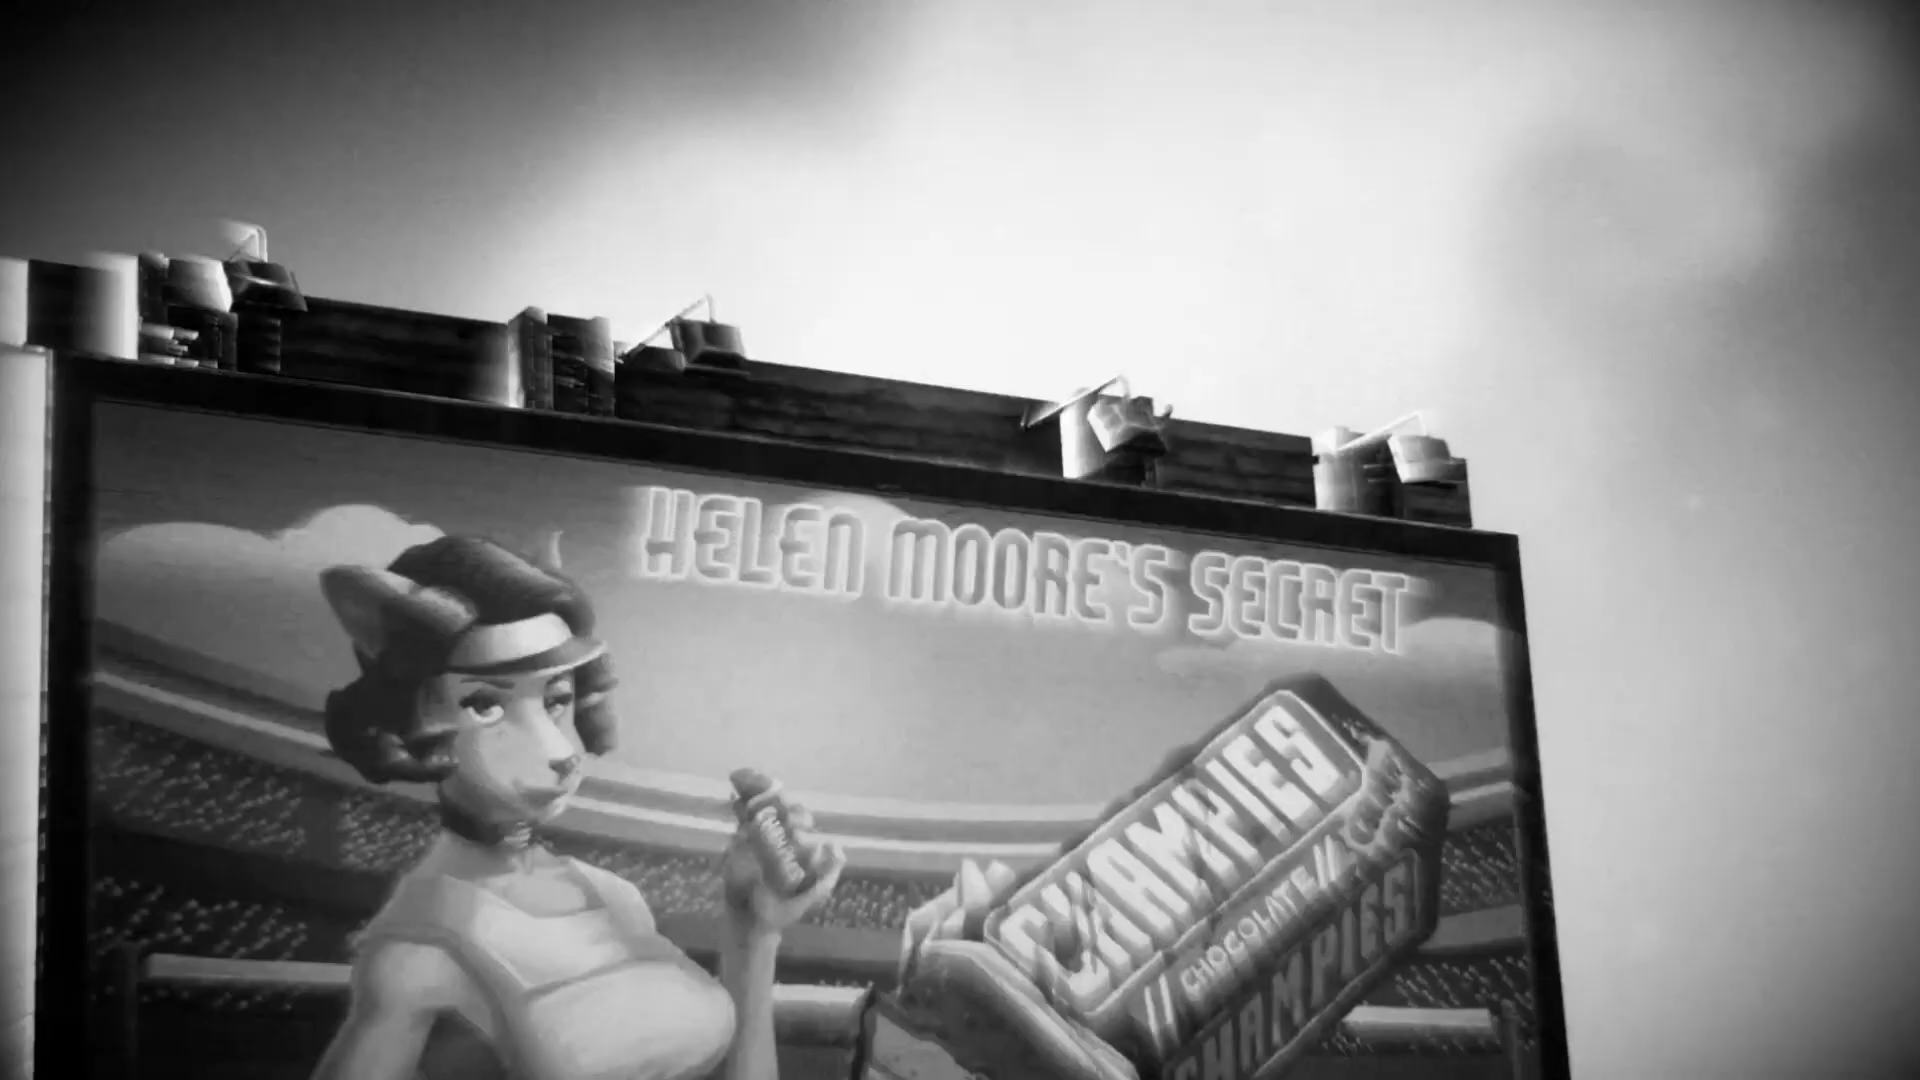 HELEN MOORE'S SECRET
CHAMPIES
// CHOCOLATE //
CHAMPIES